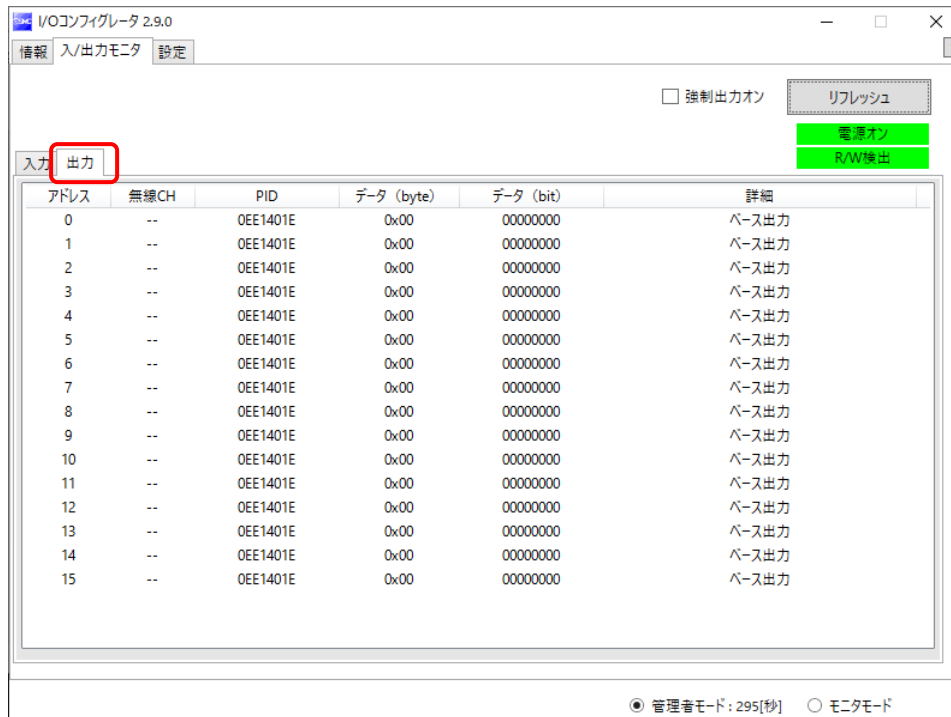 SMC I/Oコンフィグレータ 2.9.0
情報 入/出力モニタ 設定
強制出力オン リフレッシュ
電源オン
R/W検出
入力 出力
アドレス 無線CH PID データ (byte) データ (bit) 詳細
0 -- 0EE1401E 0x00 00000000 ベース出力
1 -- 0EE1401E 0x00 00000000 ベース出力
2 -- 0EE1401E 0x00 00000000 ベース出力
3 -- 0EE1401E 0x00 00000000 ベース出力
4 -- 0EE1401E 0x00 00000000 ベース出力
5 -- 0EE1401E 0x00 00000000 ベース出力
6 -- 0EE1401E 0x00 00000000 ベース出力
7 -- 0EE1401E 0x00 00000000 ベース出力
8 -- 0EE1401E 0x00 00000000 ベース出力
9 -- 0EE1401E 0x00 00000000 ベース出力
10 -- 0EE1401E 0x00 00000000 ベース出力
11 -- 0EE1401E 0x00 00000000 ベース出力
12 -- 0EE1401E 0x00 00000000 ベース出力
13 -- 0EE1401E 0x00 00000000 ベース出力
14 -- 0EE1401E 0x00 00000000 ベース出力
15 -- 0EE1401E 0x00 00000000 ベース出力
管理者モード : 295[秒] モニタモード